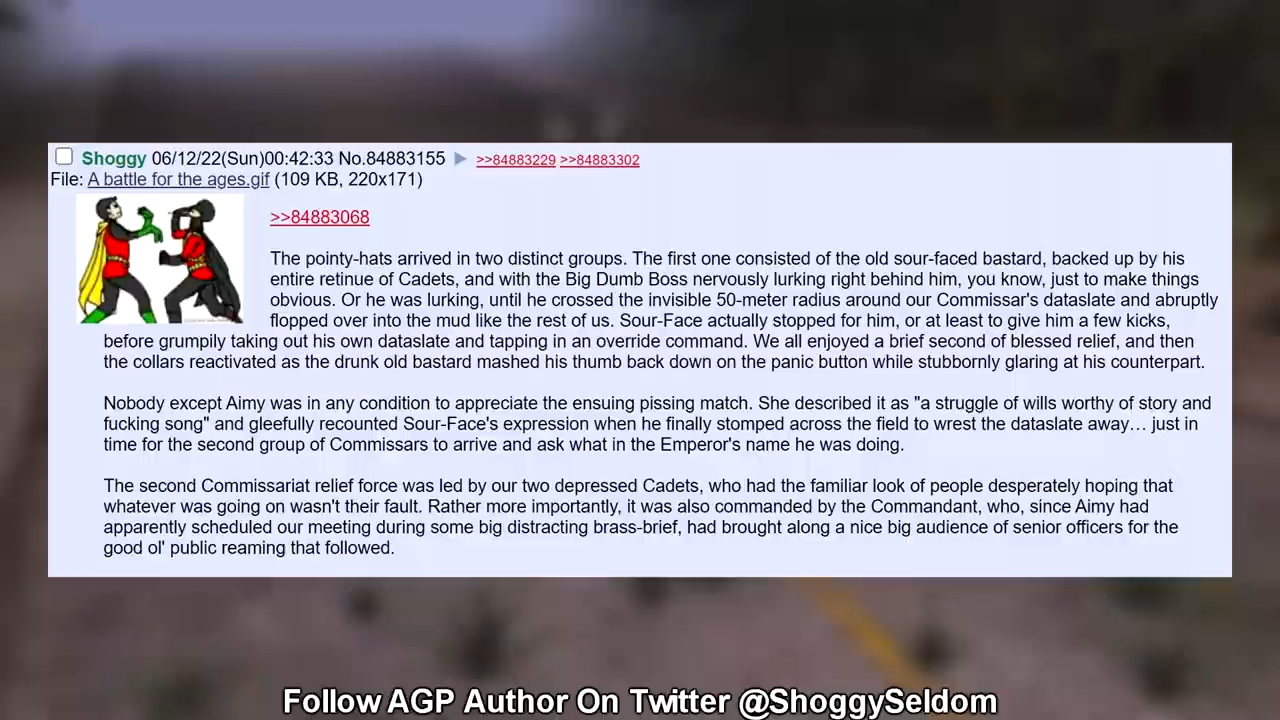 Shoggy 06/12/22(Sun)00:42:33 No.84883155 ▶ >>84883229 >>84883302
File: A battle for the ages.gif (109 KB, 220x171)
>>84883068
The pointy-hats arrived in two distinct groups. The first one consisted of the old sour-faced bastard, backed up by his
entire retinue of Cadets, and with the Big Dumb Boss nervously lurking right behind him, you know, just to make things
obvious. Or he was lurking, until he crossed the invisible 50-meter radius around our Commissar's dataslate and abruptly
flopped over into the mud like the rest of us. Sour-Face actually stopped for him, or at least to give him a few kicks,
before grumpily taking out his own dataslate and tapping in an override command. We all enjoyed a brief second of blessed relief, and then
the collars reactivated as the drunk old bastard mashed his thumb back down on the panic button while stubbornly glaring at his counterpart.
Nobody except Aimy was in any condition to appreciate the ensuing pissing match. She described it as "a struggle of wills worthy of story and
fucking song" and gleefully recounted Sour-Face's expression when he finally stomped across the field to wrest the dataslate away… just in
time for the second group of Commissars to arrive and ask what in the Emperor's name he was doing.
The second Commissariat relief force was led by our two depressed Cadets, who had the familiar look of people desperately hoping that
whatever was going on wasn't their fault. Rather more importantly, it was also commanded by the Commandant, who, since Aimy had
apparently scheduled our meeting during some big distracting brass-brief, had brought along a nice big audience of senior officers for the
good ol' public reaming that followed.
Follow AGP Author On Twitter @ShoggySeldom